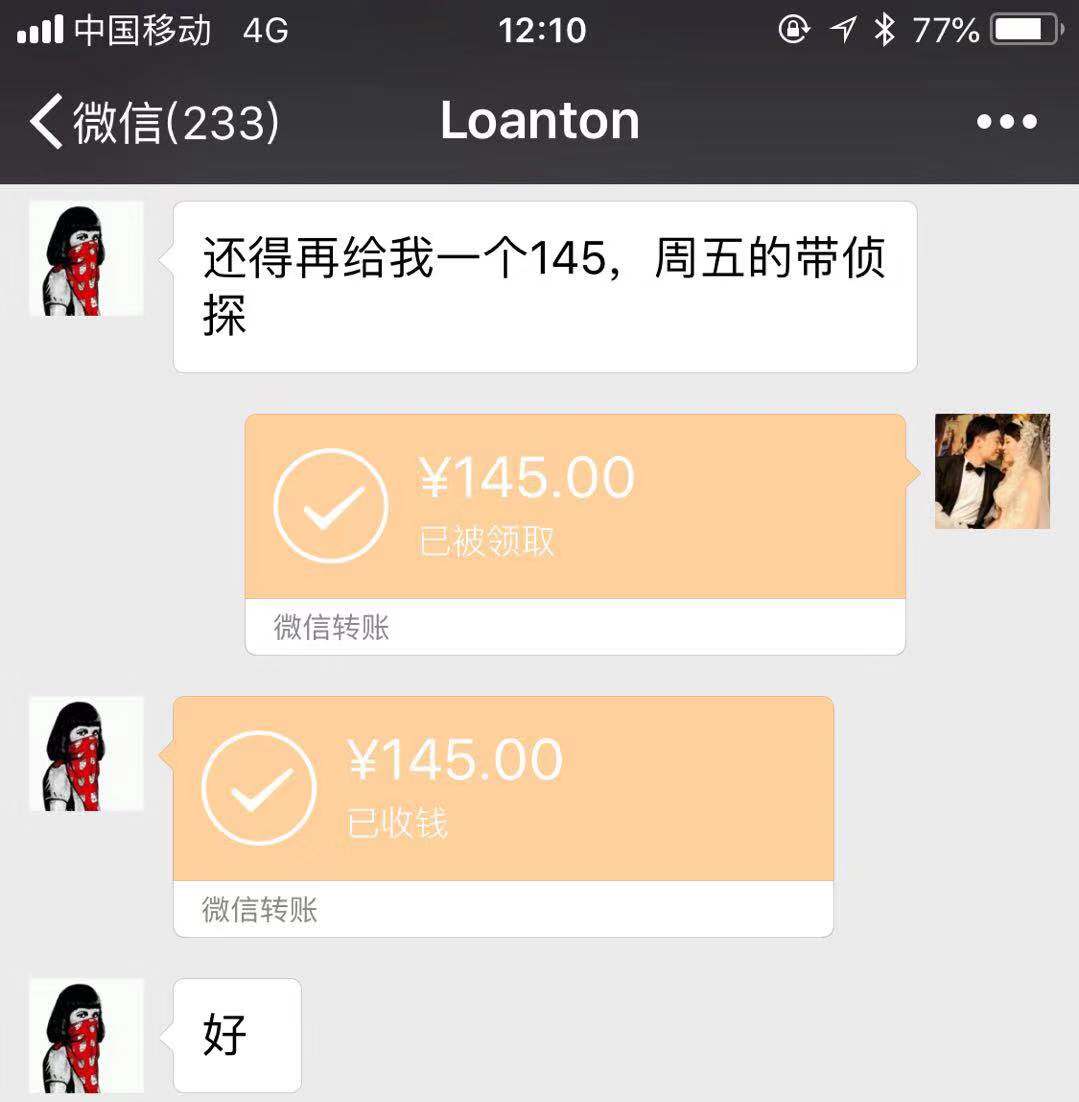 中国移动 4G 12:10 77%
微信(233) Loanton
还得再给我一个145，周五的带侦
探
¥145.00
已被领取
微信转账
¥145.00
已收钱
微信转账
好